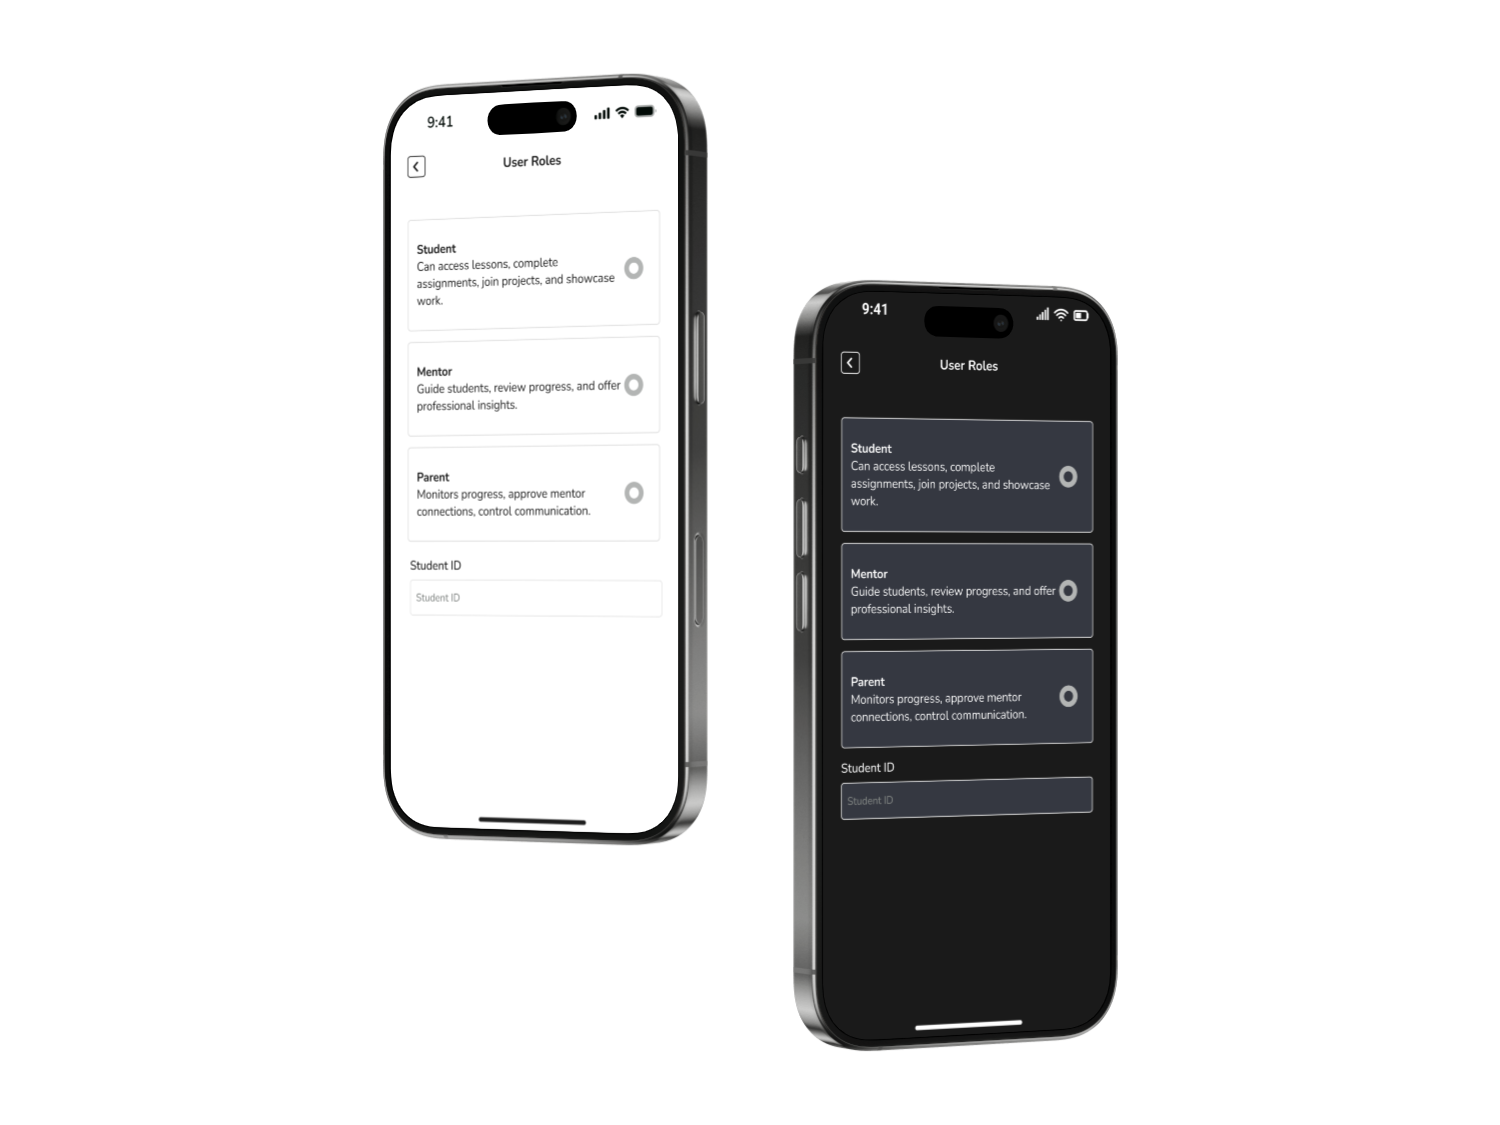 9:41
User Roles
Student
Can access lessons, complete
assignments, join projects, and showcase
work.
Mentor
Guide students, review progress, and offer
professional insights.
Parent
Monitors progress, approve mentor
connections, control communication.
Student ID
Student ID
9:41
User Roles
Student
Can access lessons, complete
assignments, join projects, and showcase
work.
Mentor
Guide students, review progress, and offer
professional insights.
Parent
Monitors progress, approve mentor
connections, control communication.
Student ID
Student ID